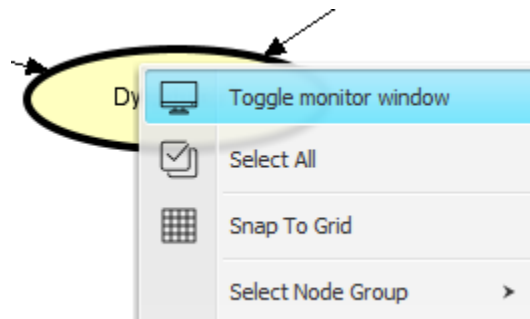 Dy
Toggle monitor window
Select All
Snap To Grid
Select Node Group